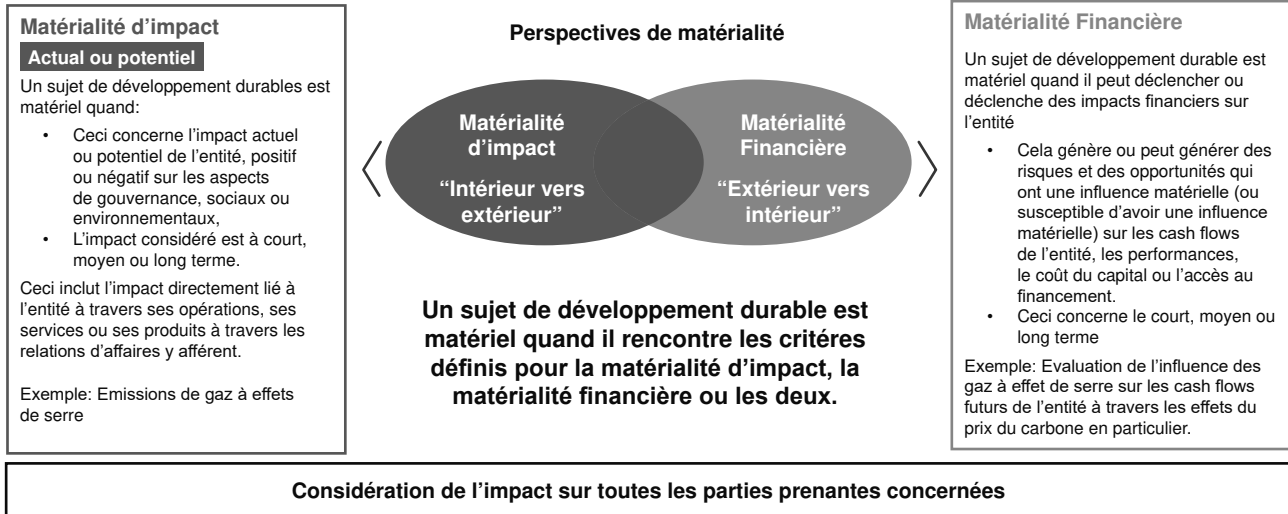 Matérialité d'impact
Actual ou potentiel
Un sujet de développement durables est
matériel quand:
• Ceci concerne l'impact actuel
ou potentiel de l'entité, positif
ou négatif sur les aspects
de gouvernance, sociaux ou
environnementaux,
• L'impact considéré est à court,
moyen ou long terme.
Ceci inclut l'impact directement lié à
l'entité à travers ses opérations, ses
services ou ses produits à travers les
relations d'affaires y afférent.
Exemple: Emissions de gaz à effets
de serre
Perspectives de matérialité
Matérialité
d'impact
“Intérieur vers
extérieur”
Matérialité
Financière
“Extérieur vers
intérieur”
Un sujet de développement durable est
matériel quand il rencontre les critéres
définis pour la matérialité d'impact, la
matérialité financière ou les deux.
Matérialité Financière
Un sujet de développement durable est
matériel quand il peut déclencher ou
déclenche des impacts financiers sur
l'entité
• Cela génère ou peut générer des
risques et des opportunités qui
ont une influence matérielle (ou
susceptible d'avoir une influence
matérielle) sur les cash flows
de l'entité, les performances,
le coût du capital ou l'accès au
financement.
• Ceci concerne le court, moyen ou
long terme
Exemple: Evaluation de l'influence des
gaz à effet de serre sur les cash flows
futurs de l'entité à travers les effets du
prix du carbone en particulier.
Considération de l'impact sur toutes les parties prenantes concernées